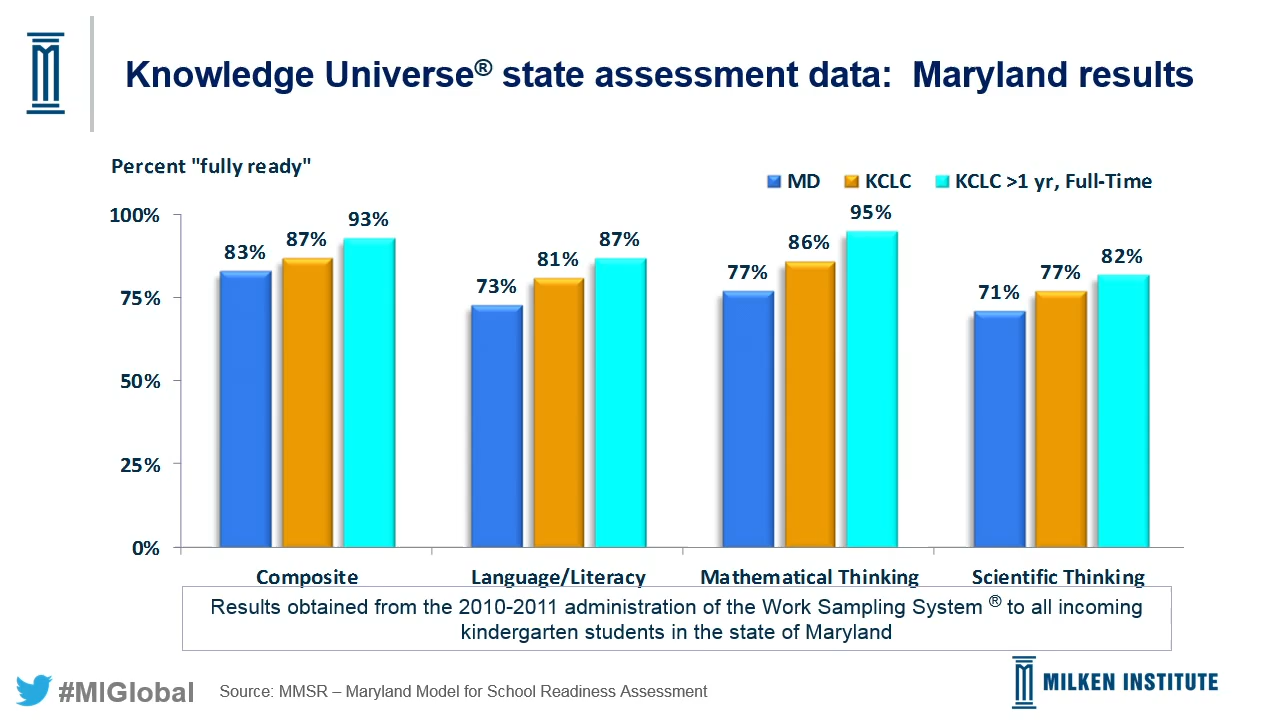 Knowledge Universe® state assessment data: Maryland results
Percent "fully ready"
MD KCLC KCLC >1 yr, Full-Time
100%
75%
50%
25%
0%
83% 87% 93%
73% 81% 87%
77% 86% 95%
71% 77% 82%
Composite Language/Literacy Mathematical Thinking Scientific Thinking
Results obtained from the 2010-2011 administration of the Work Sampling System ® to all incoming
kindergarten students in the state of Maryland
#MIGlobal
Source: MMSR – Maryland Model for School Readiness Assessment
MILKEN INSTITUTE